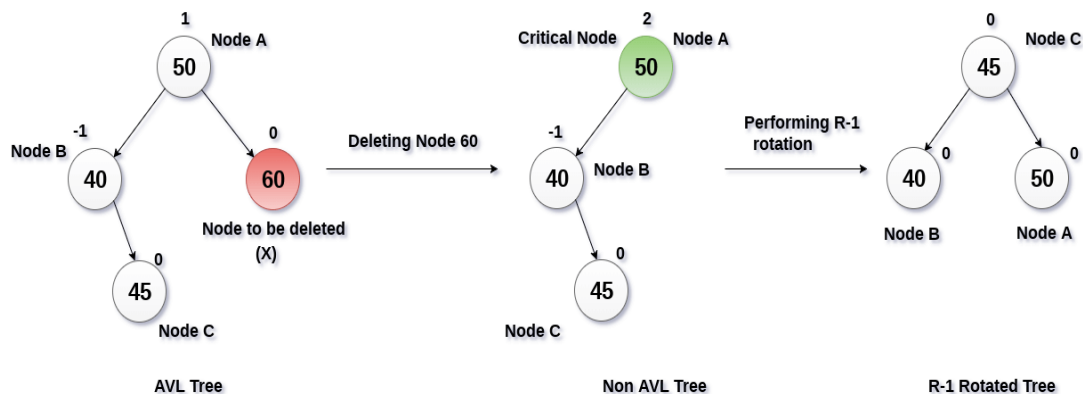 1
Node A
50
-1
Node B
40
0
60
Node to be deleted
(X)
0
45
Node C
AVL Tree
Deleting Node 60
2
Critical Node
Node A
50
-1
40
Node B
0
45
Node C
Non AVL Tree
Performing R-1
rotation
0
Node C
45
0
40
Node B
0
50
Node A
R-1 Rotated Tree